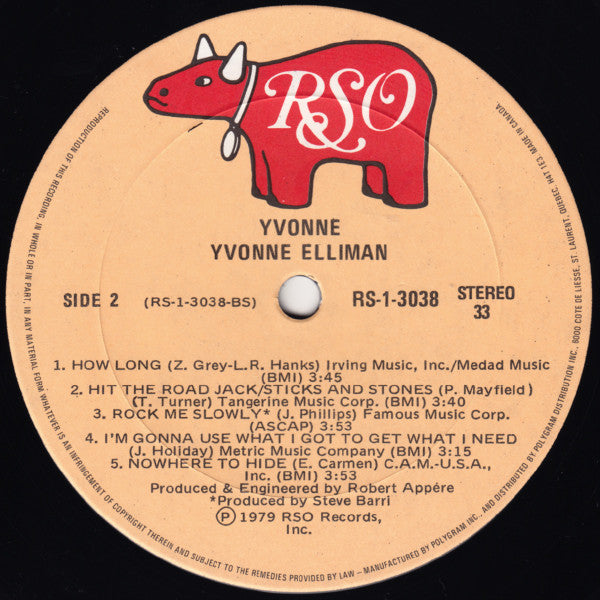 RSO
YVONNE
YVONNE ELLIMAN
SIDE 2 (RS-1-3038-BS) RS-1-3038 STEREO
33
1. HOW LONG (Z. Grey-L.R. Hanks) Irving Music, Inc./Medad Music
(BMI) 3:45
2. HIT THE ROAD JACK/STICKS AND STONES (P. Mayfield)
(T. Turner) Tangerine Music Corp. (BMI) 3:40
3. ROCK ME SLOWLY* (J. Phillips) Famous Music Corp.
(ASCAP) 3:53
4. I'M GONNA USE WHAT I GOT TO GET WHAT I NEED
(J. Holiday) Metric Music Company (BMI) 3:15
5. NOWHERE TO HIDE (E. Carmen) C.A.M.-U.S.A.,
Inc. (BMI) 3:53
Produced & Engineered by Robert Appére
*Produced by Steve Barri
Ⓟ 1979 RSO Records,
Inc.
REPRODUCTION OF THIS RECORDING, IN WHOLE OR IN PART, IN ANY MATERIAL FORM WHATEVER IS AN INFRINGEMENT OF COPYRIGHT THEREIN AND SUBJECT TO THE REMEDIES PROVIDED BY LAW – MANUFACTURED BY POLYGRAM INC., AND DISTRIBUTED BY POLYGRAM DISTRIBUTION INC. 6000 COTE DE LIESSE, ST. LAURENT, QUEBEC, H4T 1E3. MADE IN CANADA.